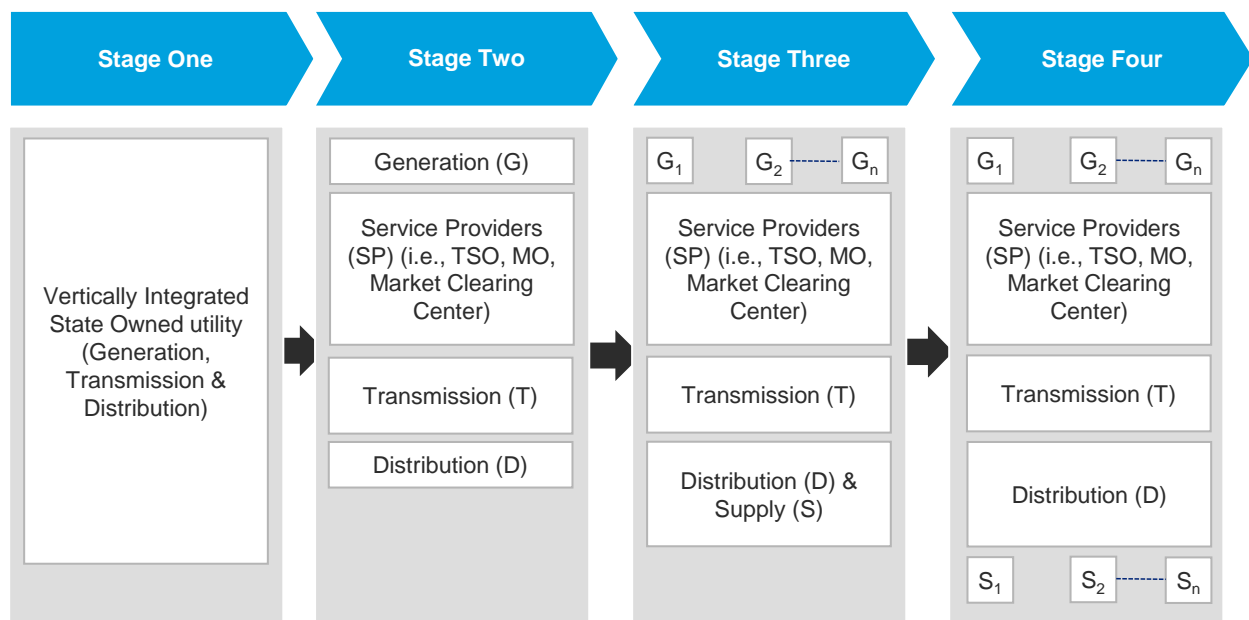 Stage One
Stage Two
Stage Three
Stage Four
Vertically Integrated
State Owned utility
(Generation,
Transmission &
Distribution)
Generation (G)
Service Providers
(SP) (i.e., TSO, MO,
Market Clearing
Center)
Transmission (T)
Distribution (D)
G1 G2 Gn
Service Providers
(SP) (i.e., TSO, MO,
Market Clearing
Center)
Transmission (T)
Distribution (D) &
Supply (S)
G1 G2 Gn
Service Providers
(SP) (i.e., TSO, MO,
Market Clearing
Center)
Transmission (T)
Distribution (D)
S1 S2 Sn